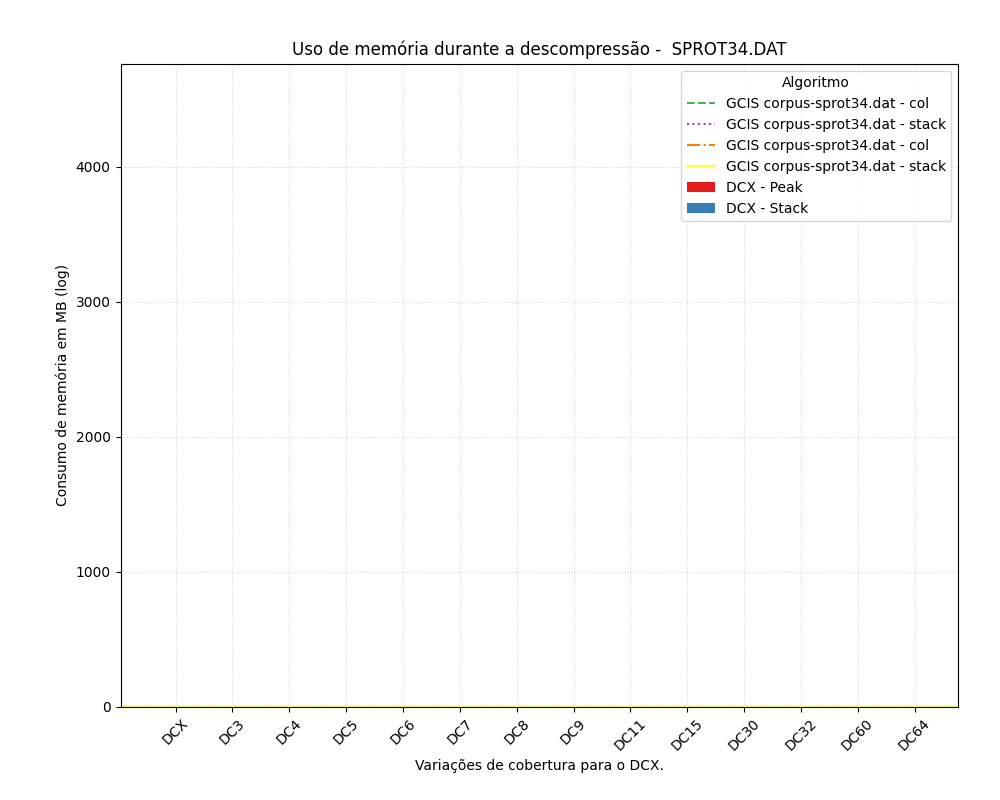 Uso de memória durante a descompressão -  SPROT34.DAT
Algoritmo
GCIS corpus-sprot34.dat - col
GCIS corpus-sprot34.dat - stack
GCIS corpus-sprot34.dat - col
GCIS corpus-sprot34.dat - stack
DCX - Peak
DCX - Stack
Consumo de memória em MB (log)
4000
3000
2000
1000
0
DCX
DC3
DC4
DC5
DC6
DC7
DC8
DC9
DC11
DC15
DC30
DC32
DC60
DC64
Variações de cobertura para o DCX.